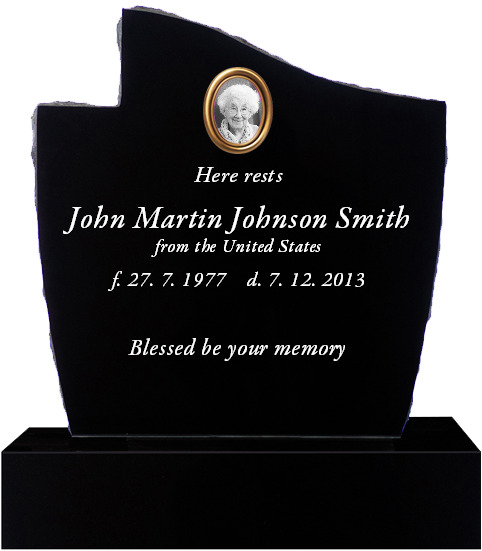 Here rests
John Martin Johnson Smith
from the United States
f. 27. 7. 1977 d. 7. 12. 2013
Blessed be your memory